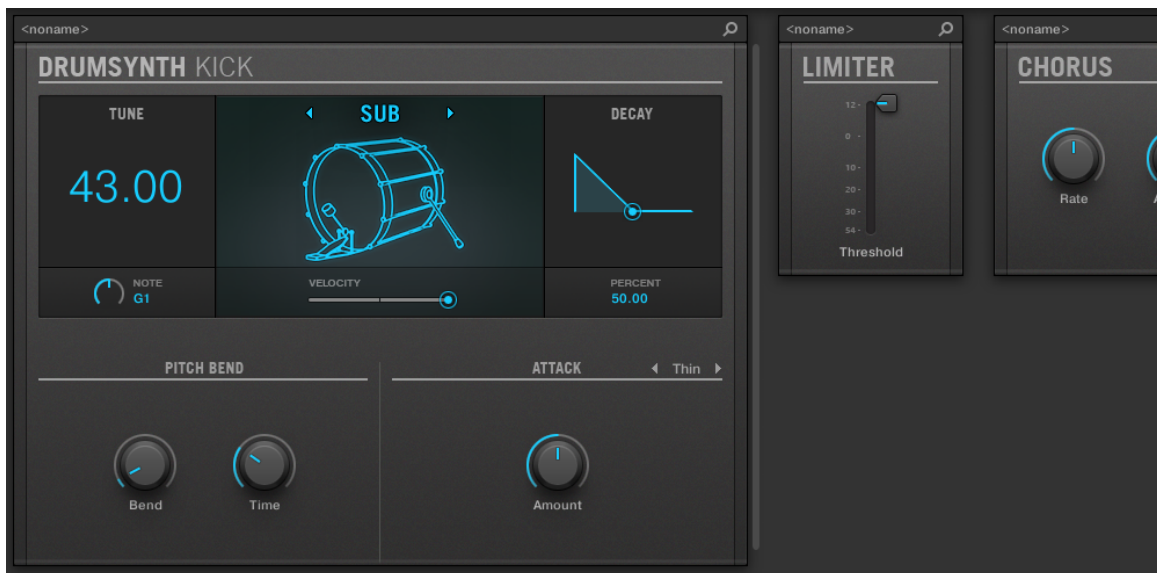 <noname>
DRUMSYNTH KICK
TUNE
SUB
DECAY
43.00
NOTE
G1
VELOCITY
PERCENT
50.00
PITCH BEND
ATTACK
Thin
Bend
Time
Amount
<noname>
LIMITER
12-
0 -
10-
20-
30-
54-
Threshold
<noname>
CHORUS
Rate